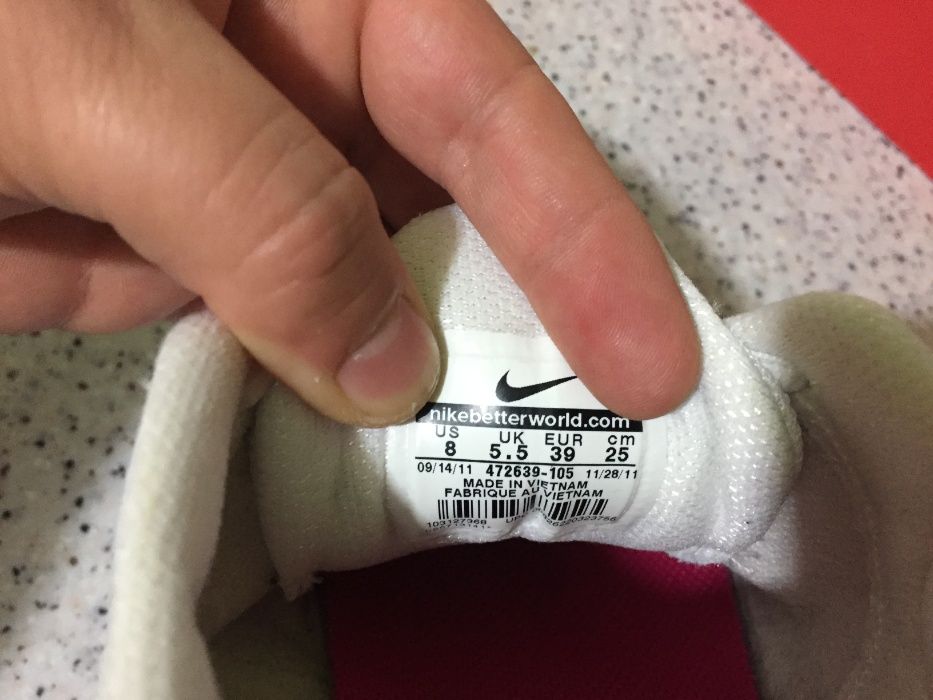 nikebetterworld.com
US UK EUR cm
8 5.5 39 25
09/14/11 472639-105 11/28/11
MADE IN VIETNAM
FABRIQUE AU VIETNAM
103127368